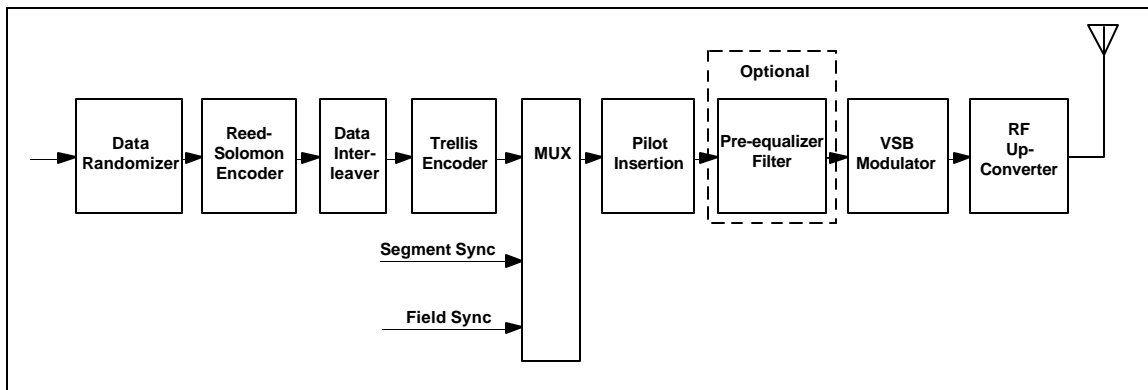 Optional
Data
Randomizer
Reed-
Solomon
Encoder
Data
Inter-
leaver
Trellis
Encoder
MUX
Pilot
Insertion
Pre-equalizer
Filter
VSB
Modulator
RF
Up-
Converter
Segment Sync
Field Sync